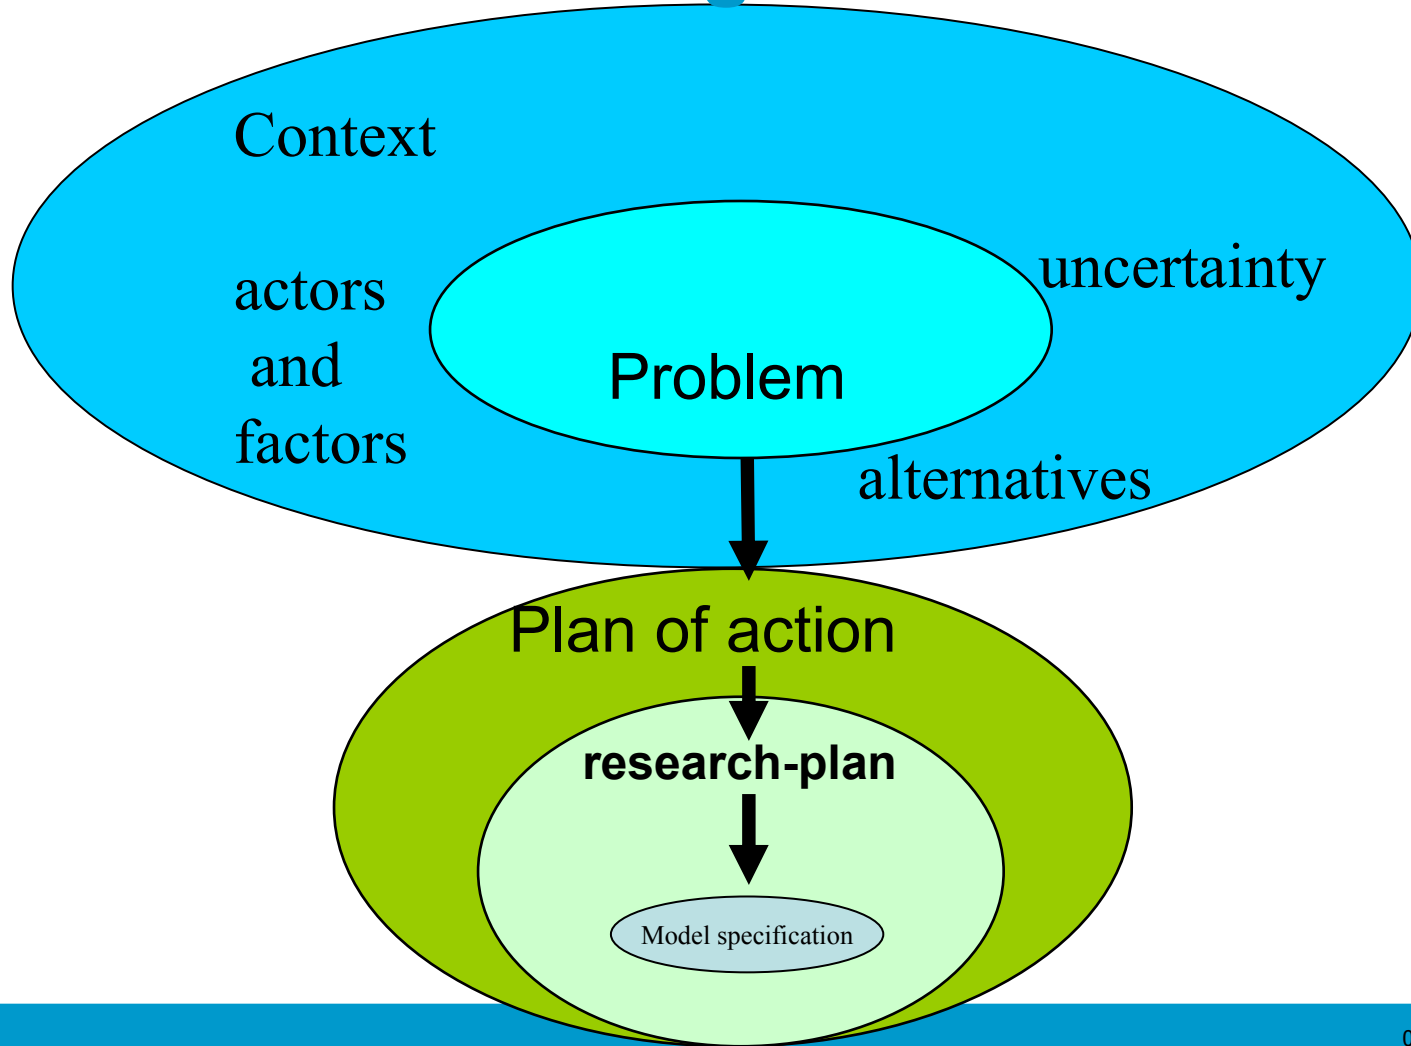 Context
uncertainty
actors
and
factors
Problem
alternatives
Plan of action
research-plan
Model specification